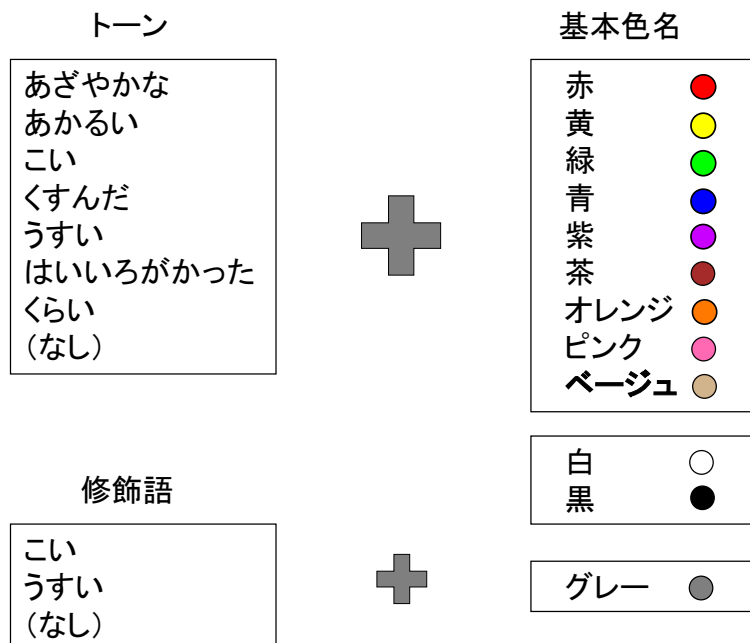 トーン
あざやかな
あかるい
こい
くすんだ
うすい
はいいろがかった
くらい
(なし)
基本色名
赤
黄
緑
青
紫
茶
オレンジ
ピンク
ベージュ
白
黒
修飾語
こい
うすい
(なし)
グレー